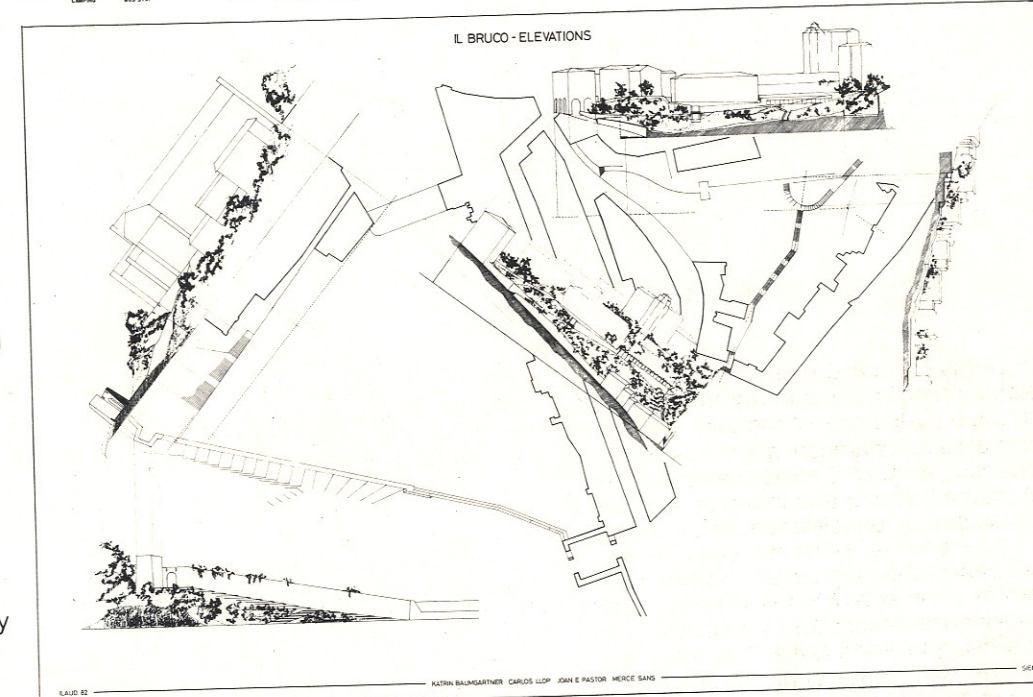 IL BRUCO - ELEVATIONS
y
KATRIN BAUMGARTNER CARLOS LLOP JOAN E PASTOR MERCE SANS
ILAUD 82